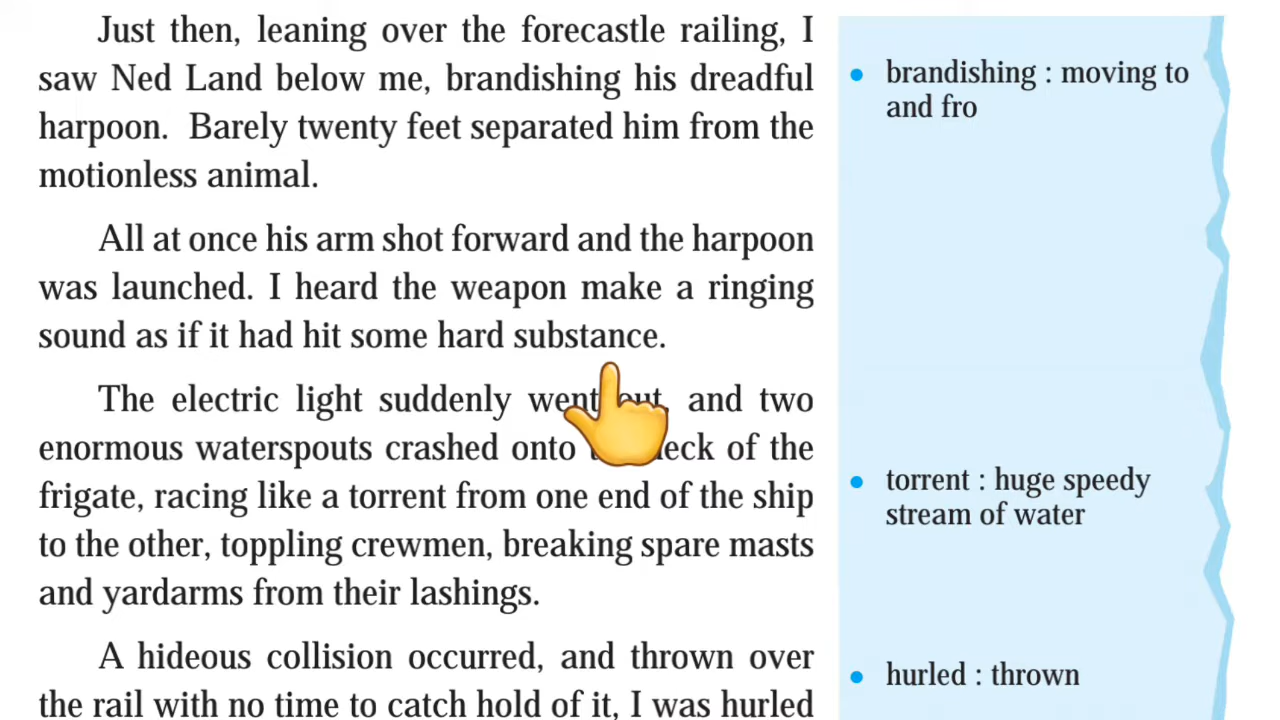 Just then, leaning over the forecastle railing, I
saw Ned Land below me, brandishing his dreadful
harpoon. Barely twenty feet separated him from the
motionless animal.
All at once his arm shot forward and the harpoon
was launched. I heard the weapon make a ringing
sound as if it had hit some hard substance.
The electric light suddenly went out, and two
enormous waterspouts crashed onto the deck of the
frigate, racing like a torrent from one end of the ship
to the other, toppling crewmen, breaking spare masts
and yardarms from their lashings.
A hideous collision occurred, and thrown over
the rail with no time to catch hold of it, I was hurled
• brandishing : moving to
and fro
• torrent : huge speedy
stream of water
• hurled : thrown